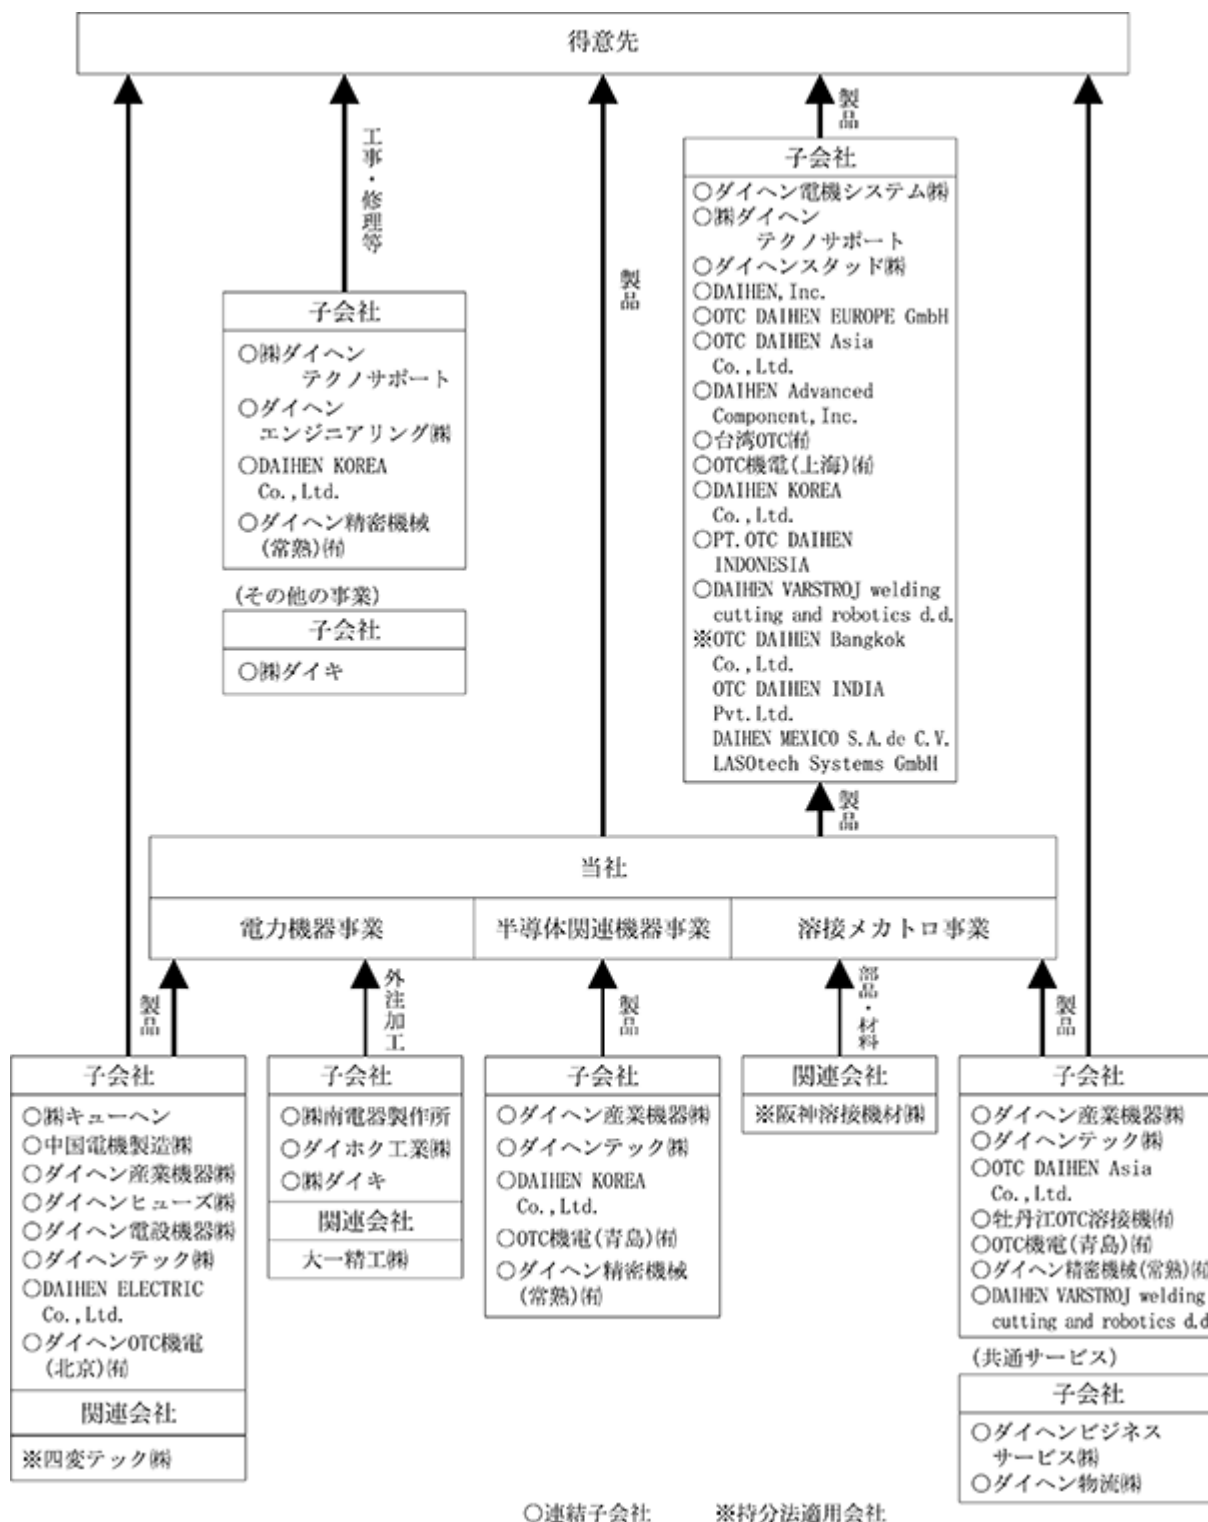 得意先
工事・修理等
製品
製品
子会社
○ダイヘン電機システム㈱
○㈱ダイヘン
テクノサポート
○ダイヘンスタッド㈱
○DAIHEN,Inc.
○OTC DAIHEN EUROPE GmbH
○OTC DAIHEN Asia
Co.,Ltd.
○DAIHEN Advanced
Component,Inc.
○台湾OTC㈲
○OTC機電(上海)㈲
○DAIHEN KOREA
Co.,Ltd.
○PT.OTC DAIHEN
INDONESIA
○DAIHEN VARSTROJ welding
cutting and robotics d.d.
※OTC DAIHEN Bangkok
Co.,Ltd.
OTC DAIHEN INDIA
Pvt.Ltd.
DAIHEN MEXICO S.A.de C.V.
LASOtech Systems GmbH
子会社
○㈱ダイヘン
テクノサポート
○ダイヘン
エンジニアリング㈱
○DAIHEN KOREA
Co.,Ltd.
○ダイヘン精密機械
(常熟)㈲
(その他の事業)
子会社
○㈱ダイキ
製品
当社
電力機器事業
半導体関連機器事業
溶接メカトロ事業
製品
外注加工
製品
部品・材料
製品
子会社
○㈱キューヘン
○中国電機製造㈱
○ダイヘン産業機器㈱
○ダイヘンヒューズ㈱
○ダイヘン電設機器㈱
○ダイヘンテック㈱
○DAIHEN ELECTRIC
Co.,Ltd.
○ダイヘンOTC機電
(北京)㈲
関連会社
※四変テック㈱
子会社
○㈱南電器製作所
○ダイホク工業㈱
○㈱ダイキ
関連会社
大一精工㈱
子会社
○ダイヘン産業機器㈱
○ダイヘンテック㈱
○DAIHEN KOREA
Co.,Ltd.
○OTC機電(青島)㈲
○ダイヘン精密機械
(常熟)㈲
関連会社
※阪神溶接機材㈱
子会社
○ダイヘン産業機器㈱
○ダイヘンテック㈱
○OTC DAIHEN Asia
Co.,Ltd.
○牡丹江OTC溶接機㈲
○OTC機電(青島)㈲
○ダイヘン精密機械(常熟)㈲
○DAIHEN VARSTROJ welding
cutting and robotics d.d
(共通サービス)
子会社
○ダイヘンビジネス
サービス㈱
○ダイヘン物流㈱
○連結子会社
※持分法適用会社